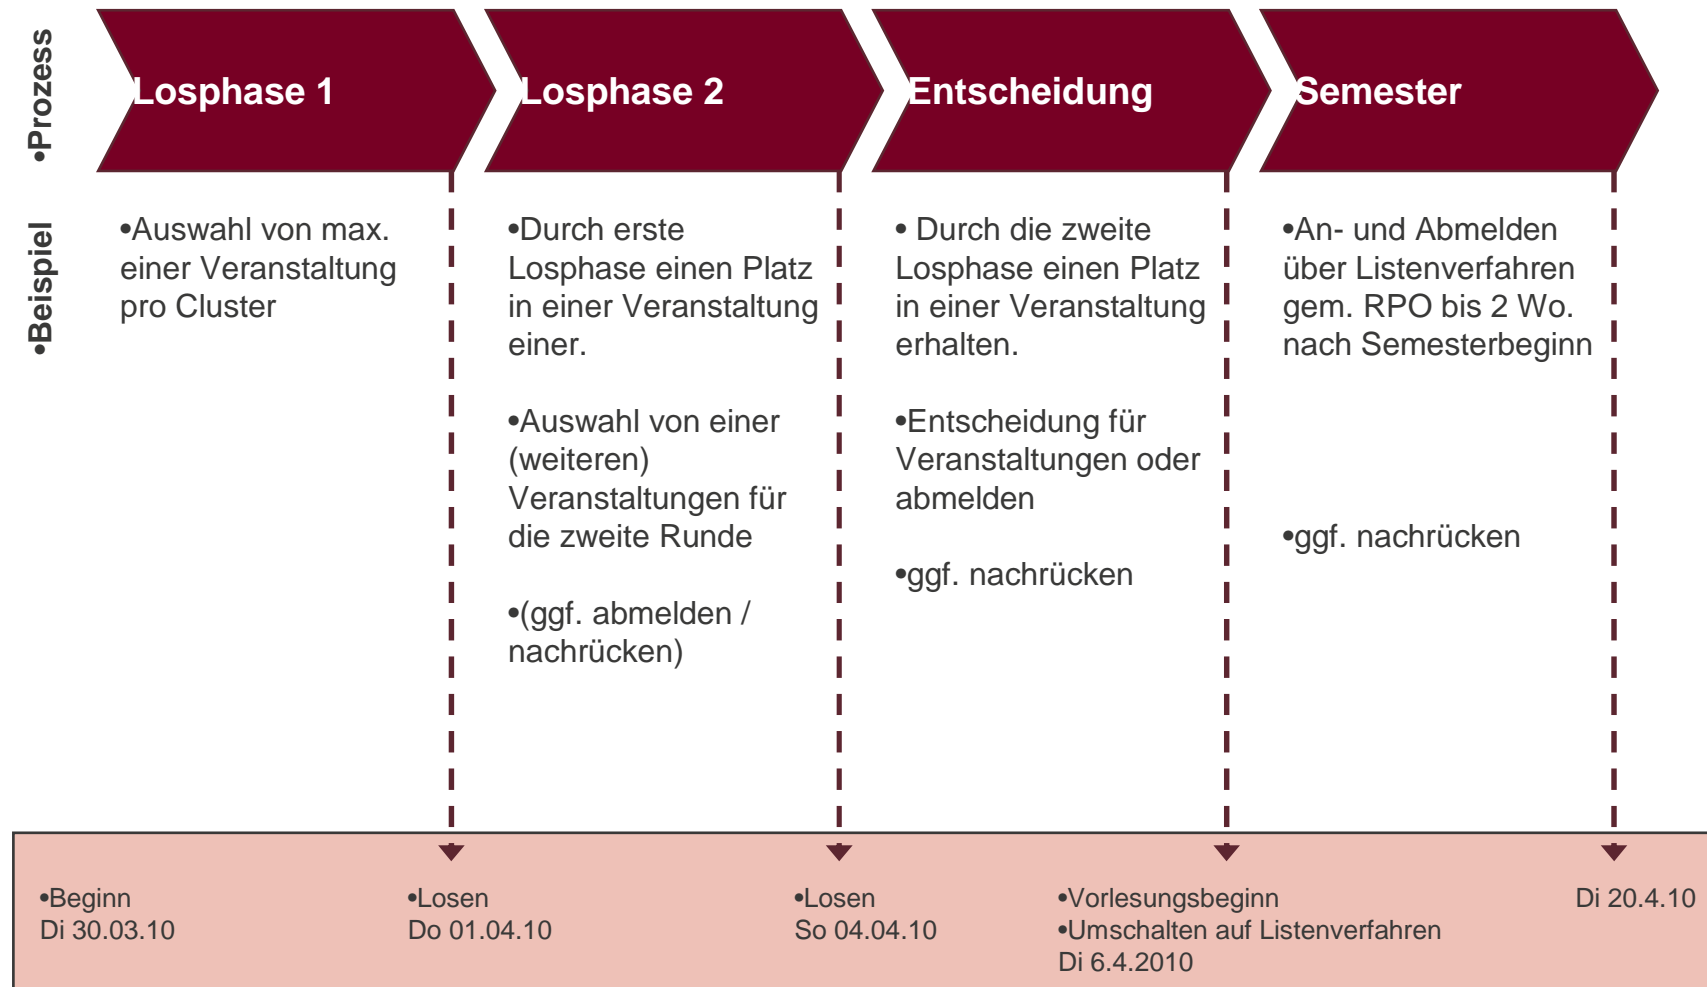 •Prozess
Losphase 1
Losphase 2
Entscheidung
Semester
•Beispiel
•Auswahl von max.
einer Veranstaltung
pro Cluster
•Durch erste
Losphase einen Platz
in einer Veranstaltung
einer.
•Auswahl von einer
(weiteren)
Veranstaltungen für
die zweite Runde
•(ggf. abmelden /
nachrücken)
• Durch die zweite
Losphase einen Platz
in einer Veranstaltung
erhalten.
•Entscheidung für
Veranstaltungen oder
abmelden
•ggf. nachrücken
•An- und Abmelden
über Listenverfahren
gem. RPO bis 2 Wo.
nach Semesterbeginn
•ggf. nachrücken
•Beginn
Di 30.03.10
•Losen
Do 01.04.10
•Losen
So 04.04.10
•Vorlesungsbeginn
•Umschalten auf Listenverfahren
Di 6.4.2010
Di 20.4.10